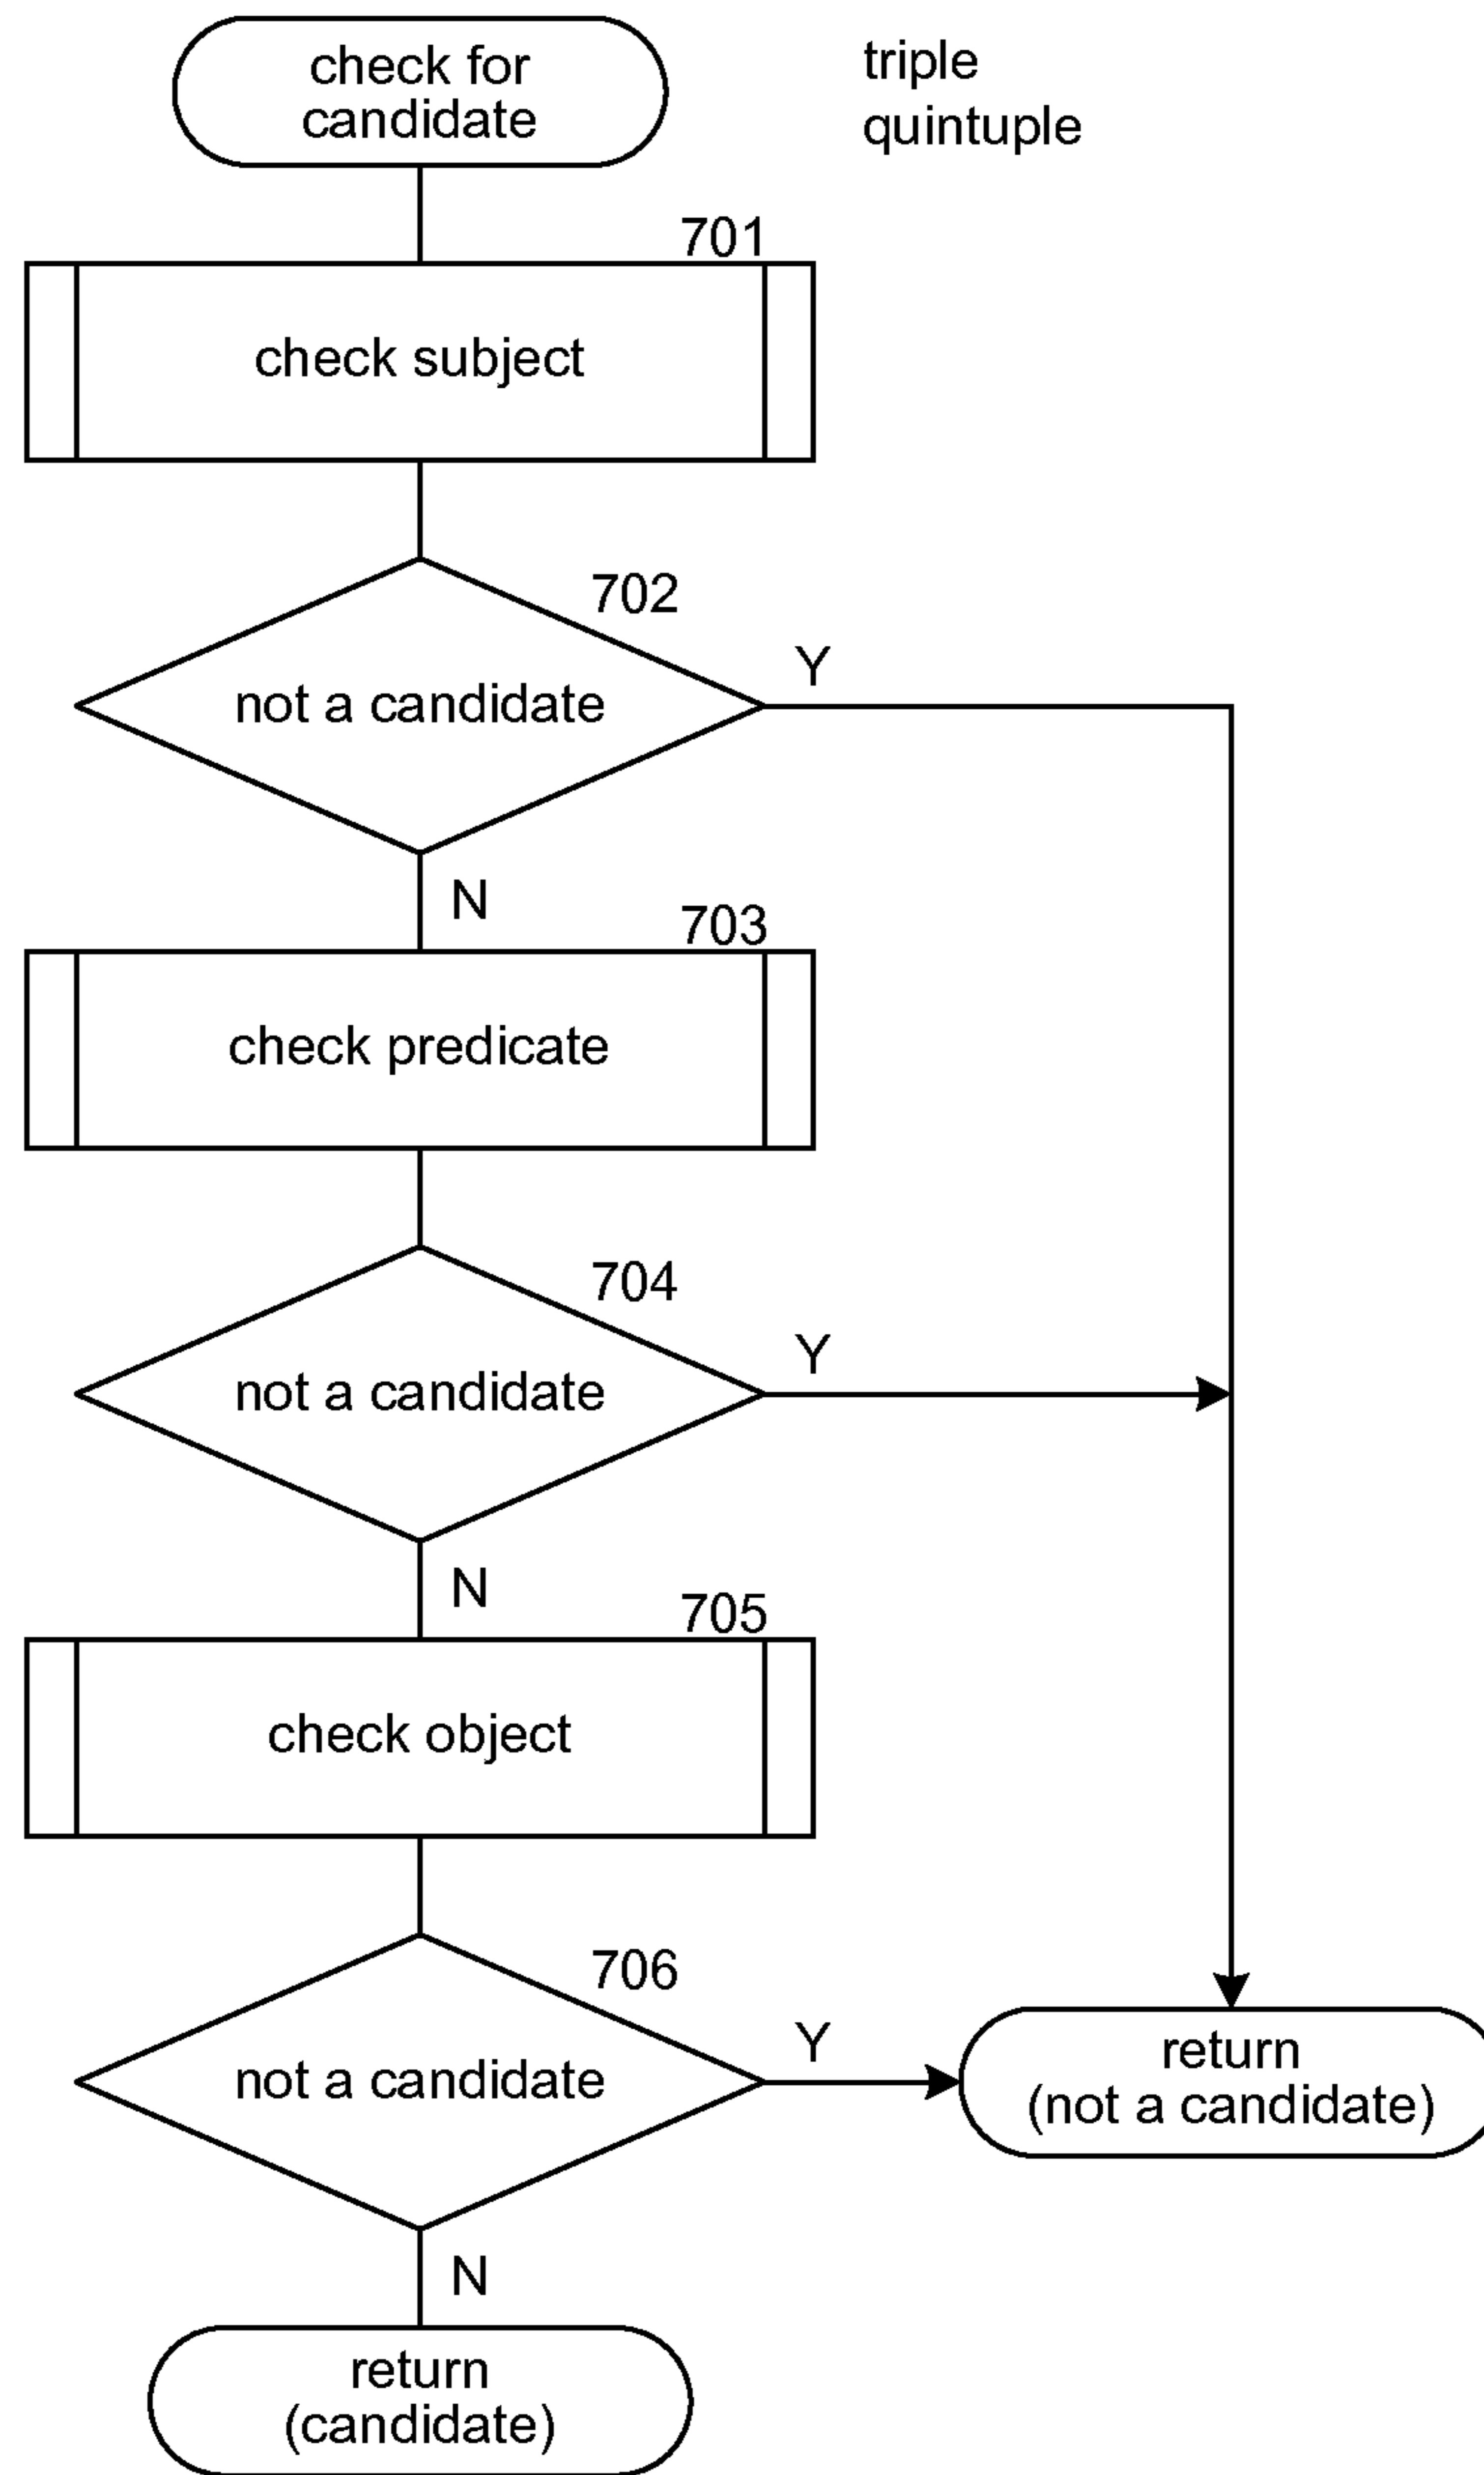 check for
candidate
triple
quintuple
701
check subject
702
not a candidate
Y
N
703
check predicate
704
not a candidate
Y
N
705
check object
706
not a candidate
Y
return
(not a candidate)
N
return
(candidate)